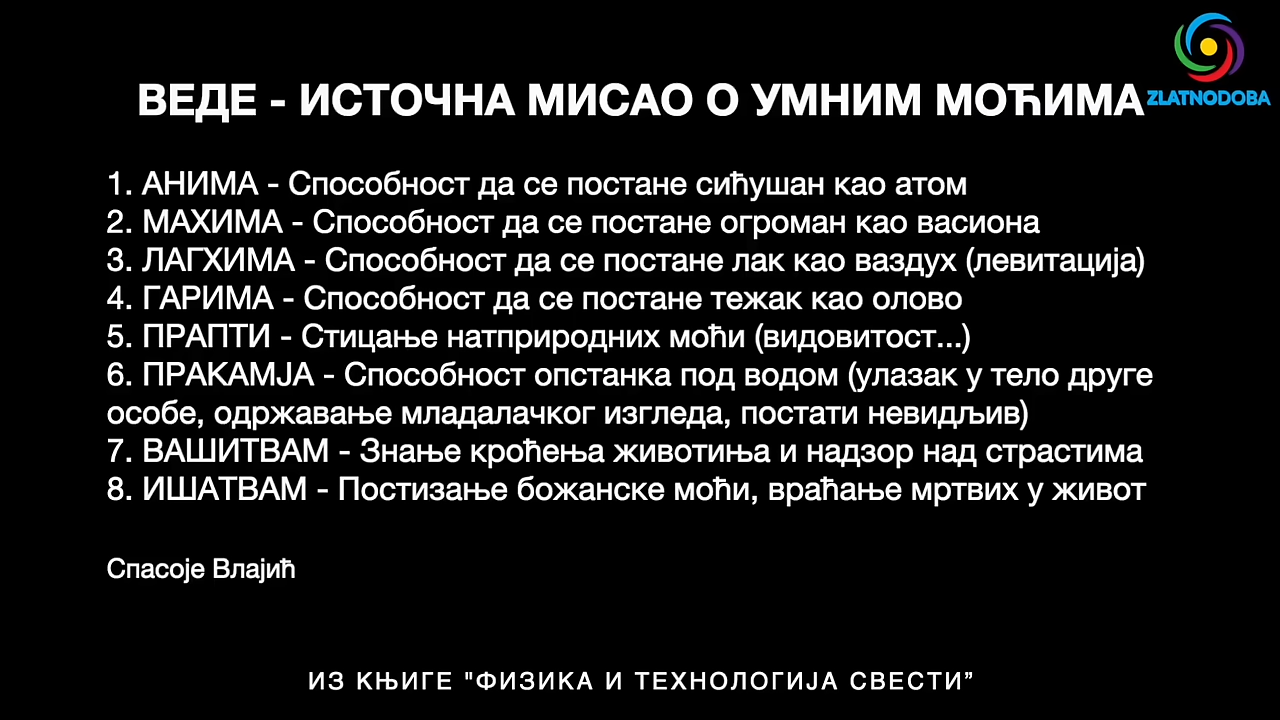 ZLATNODOBA
ВЕДЕ - ИСТОЧНА МИСАО О УМНИМ МОЋИМА
1. АНИМА - Способност да се постане сићушан као атом
2. МАХИМА - Способност да се постане огроман као васиона
3. ЛАГХИМА - Способност да се постане лак као ваздух (левитација)
4. ГАРИМА - Способност да се постане тежак као олово
5. ПРАПТИ - Стицање натприродних моћи (видовитост...)
6. ПРАКАМЈА - Способност опстанка под водом (улазак у тело друге
особе, одржавање младалачког изгледа, постати невидљив)
7. ВАШИТВАМ - Знање кроћења животиња и надзор над страстима
8. ИШАТВАМ - Постизање божанске моћи, враћање мртвих у живот
Спасоје Влајић
ИЗ КЊИГЕ "ФИЗИКА И ТЕХНОЛОГИЈА СВЕСТИ”